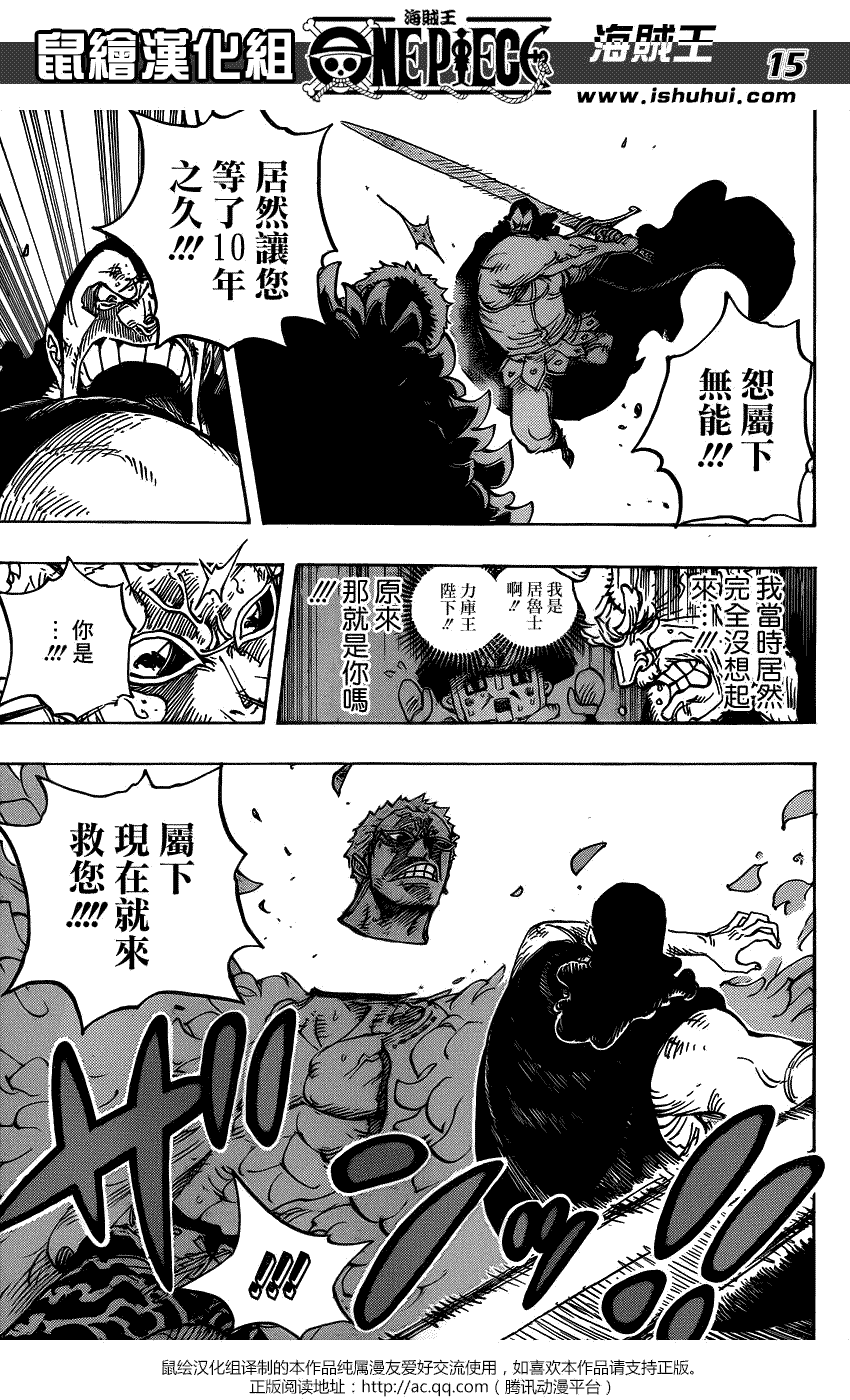 鼠繪漢化組
海賊王
ONE PIECE
海賊王
15
www.ishuhui.com
恕屬下
無能!!!
居然讓您
等了10年
之久!!!
我當時居然
完全沒想起
來…!!!
我是
居魯士
啊!!
力庫王
陛下!!
原來
那就是你嗎
!!!
你是
…!!!
屬下
現在就來
救您!!!!
ザンッ!!
!!!
鼠绘汉化组译制的本作品纯属漫友爱好交流使用，如喜欢本作品请支持正版。
正版阅读地址：http://ac.qq.com（腾讯动漫平台）